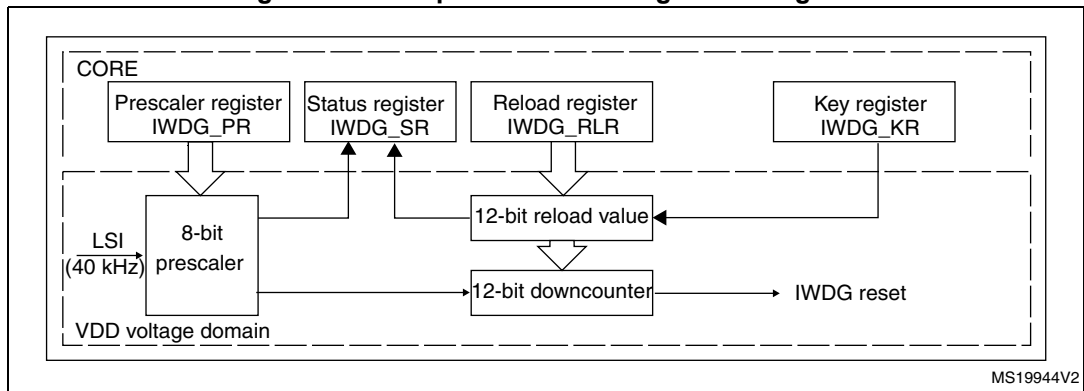 CORE
Prescaler register
IWDG_PR
Status register
IWDG_SR
Reload register
IWDG_RLR
Key register
IWDG_KR
LSI
(40 kHz)
8-bit
prescaler
12-bit reload value
12-bit downcounter
IWDG reset
VDD voltage domain
MS19944V2